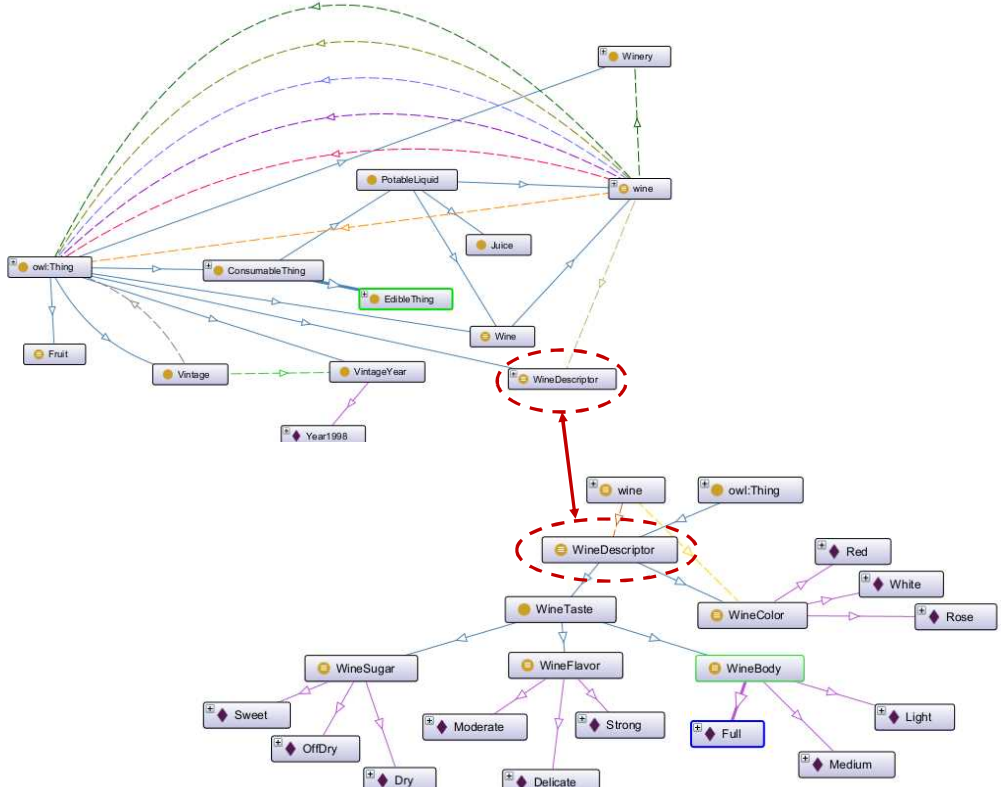 Winery
PotableLiquid
wine
Juice
owl:Thing
ConsumableThing
EdibleThing
Wine
Fruit
Vintage
VintageYear
WineDescriptor
Year1998
wine
owl:Thing
WineDescriptor
Red
White
Rose
WineTaste
WineColor
WineSugar
WineFlavor
WineBody
Sweet
Moderate
Strong
Full
Light
OffDry
Medium
Dry
Delicate